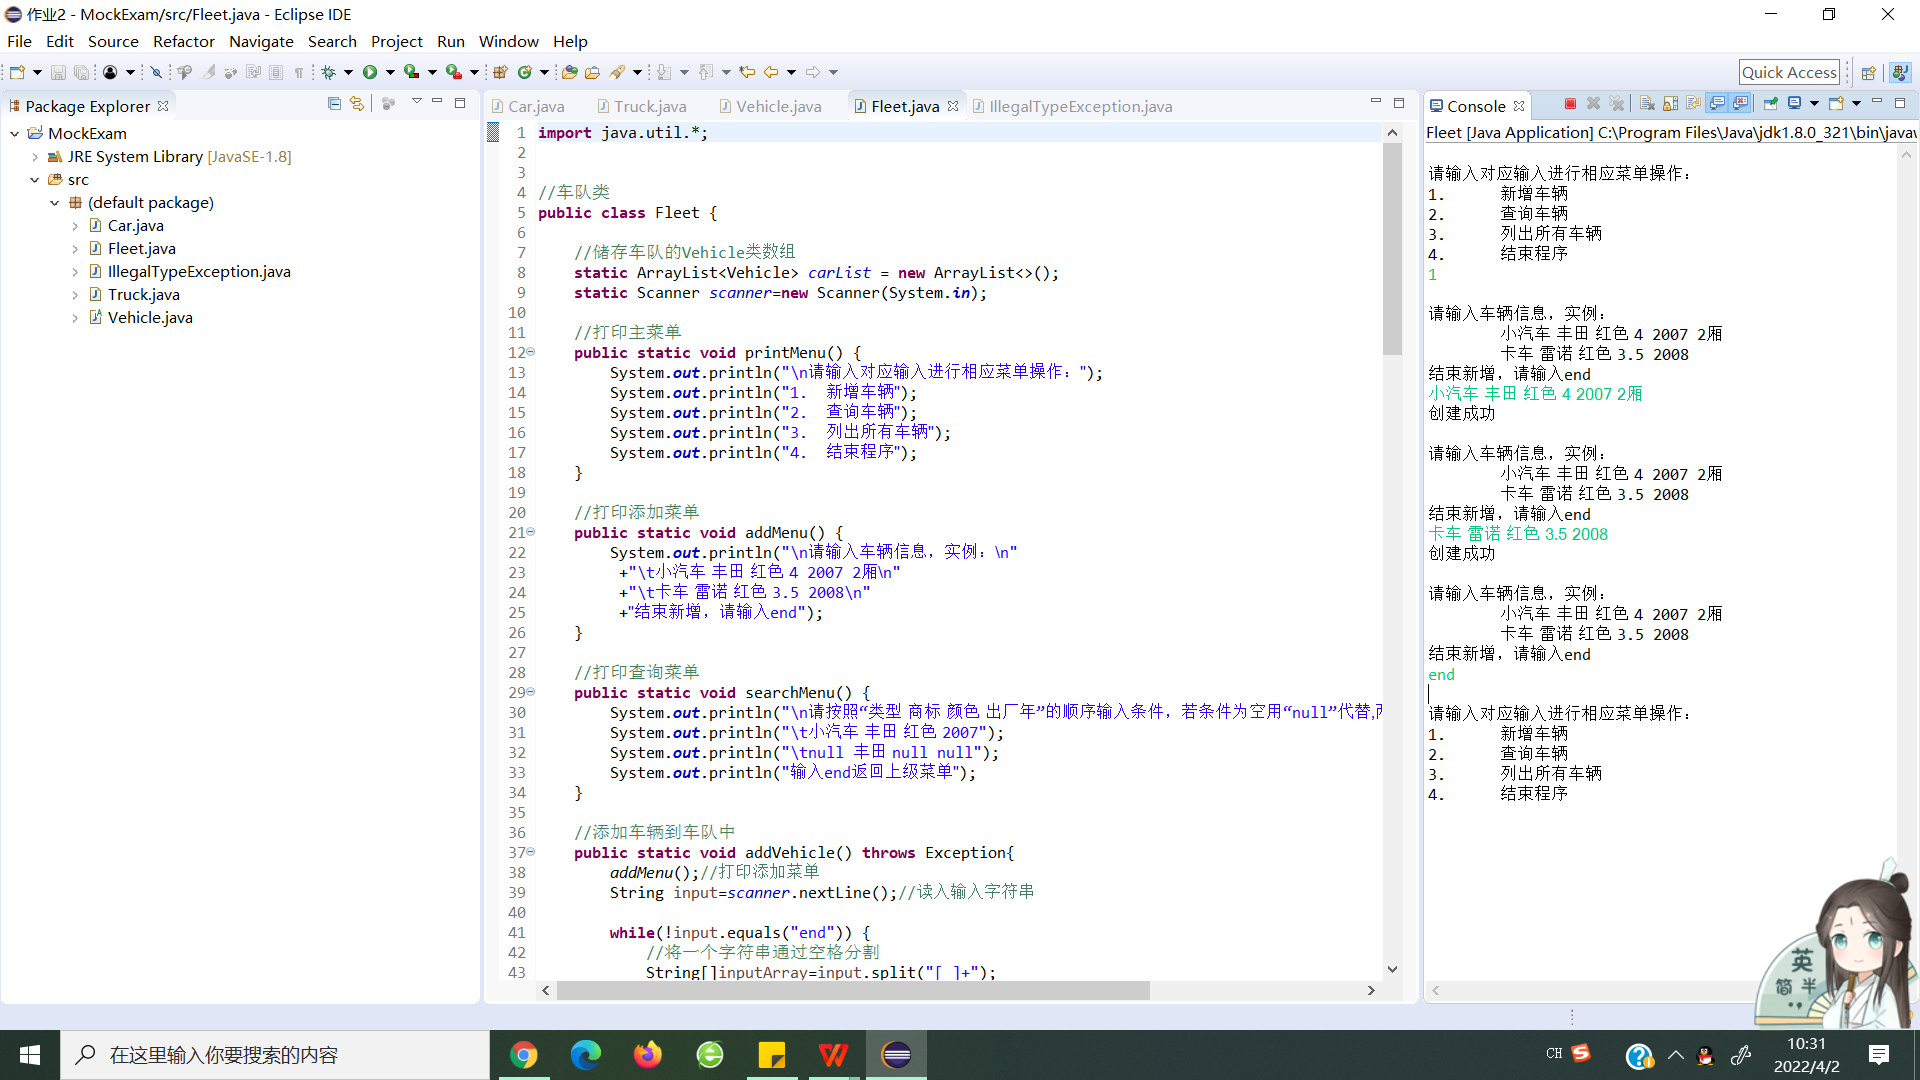 作业2 - MockExam/src/Fleet.java - Eclipse IDE
File Edit Source Refactor Navigate Search Project Run Window Help
Quick Access
Package Explorer
MockExam
JRE System Library [JavaSE-1.8]
src
(default package)
Car.java
Fleet.java
IllegalTypeException.java
Truck.java
Vehicle.java
Car.java Truck.java Vehicle.java Fleet.java IllegalTypeException.java
1 import java.util.*;
2
3
4 //车队类
5 public class Fleet {
6
7 //储存车队的Vehicle类数组
8 static ArrayList<Vehicle> carList = new ArrayList<>();
9 static Scanner scanner=new Scanner(System.in);
10
11 //打印主菜单
12 public static void printMenu() {
13 System.out.println("\n请输入对应输入进行相应菜单操作：");
14 System.out.println("1. 新增车辆");
15 System.out.println("2. 查询车辆");
16 System.out.println("3. 列出所有车辆");
17 System.out.println("4. 结束程序");
18 }
19
20 //打印添加菜单
21 public static void addMenu() {
22 System.out.println("\n请输入车辆信息，实例：\n"
23 +"\t小汽车 丰田 红色 4 2007 2厢\n"
24 +"\t卡车 雷诺 红色 3.5 2008\n"
25 +"结束新增，请输入end");
26 }
27
28 //打印查询菜单
29 public static void searchMenu() {
30 System.out.println("\n请按照“类型 商标 颜色 出厂年”的顺序输入条件，若条件为空用“null”代替,
31 System.out.println("\t小汽车 丰田 红色 2007");
32 System.out.println("\tnull 丰田 null null");
33 System.out.println("输入end返回上级菜单");
34 }
35
36 //添加车辆到车队中
37 public static void addVehicle() throws Exception{
38 addMenu();//打印添加菜单
39 String input=scanner.nextLine();//读入输入字符串
40
41 while(!input.equals("end")) {
42 //将一个字符串通过空格分割
43 String[]inputArray=input.split("[ ]+");
Console
Fleet [Java Application] C:\Program Files\Java\jdk1.8.0_321\bin\javaw
请输入对应输入进行相应菜单操作：
1. 新增车辆
2. 查询车辆
3. 列出所有车辆
4. 结束程序
1
请输入车辆信息，实例：
小汽车 丰田 红色 4 2007 2厢
卡车 雷诺 红色 3.5 2008
结束新增，请输入end
小汽车 丰田 红色 4 2007 2厢
创建成功
请输入车辆信息，实例：
小汽车 丰田 红色 4 2007 2厢
卡车 雷诺 红色 3.5 2008
结束新增，请输入end
卡车 雷诺 红色 3.5 2008
创建成功
请输入车辆信息，实例：
小汽车 丰田 红色 4 2007 2厢
卡车 雷诺 红色 3.5 2008
结束新增，请输入end
end
请输入对应输入进行相应菜单操作：
1. 新增车辆
2. 查询车辆
3. 列出所有车辆
4. 结束程序
英
简 半
在这里输入你要搜索的内容
CH
10:31
2022/4/2